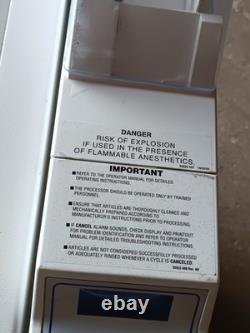 DANGER
RISK OF EXPLOSION
IF USED IN THE PRESENCE
OF FLAMMABLE ANESTHETICS.
IMPORTANT
■REFER TO THE OPERATOR MANUAL FOR DETAILED
OPERATING INSTRUCTIONS.
■THE PROCESSOR SHOULD BE OPERATED ONLY BY TRAINED
PERSONNEL.
■ENSURE THAT ARTICLES ARE THOROUGHLY CLEANED AND
MECHANICALLY PREPARED ACCORDING TO
MANUFACTURER'S INSTRUCTIONS PRIOR TO PROCESSING.
■IF CANCEL ALARM SOUNDS, CHECK DISPLAY AND PRINTOUT
FOR PROBLEM IDENTIFICATION AND REFER TO OPERATOR
MANUAL FOR DETAILED TROUBLESHOOTING INSTRUCTIONS.
■ARTICLES ARE NOT CONSIDERED SUCCESSFULLY PROCESSED
OR ADEQUATELY RINSED WHENEVER A CYCLE IS CANCELED.